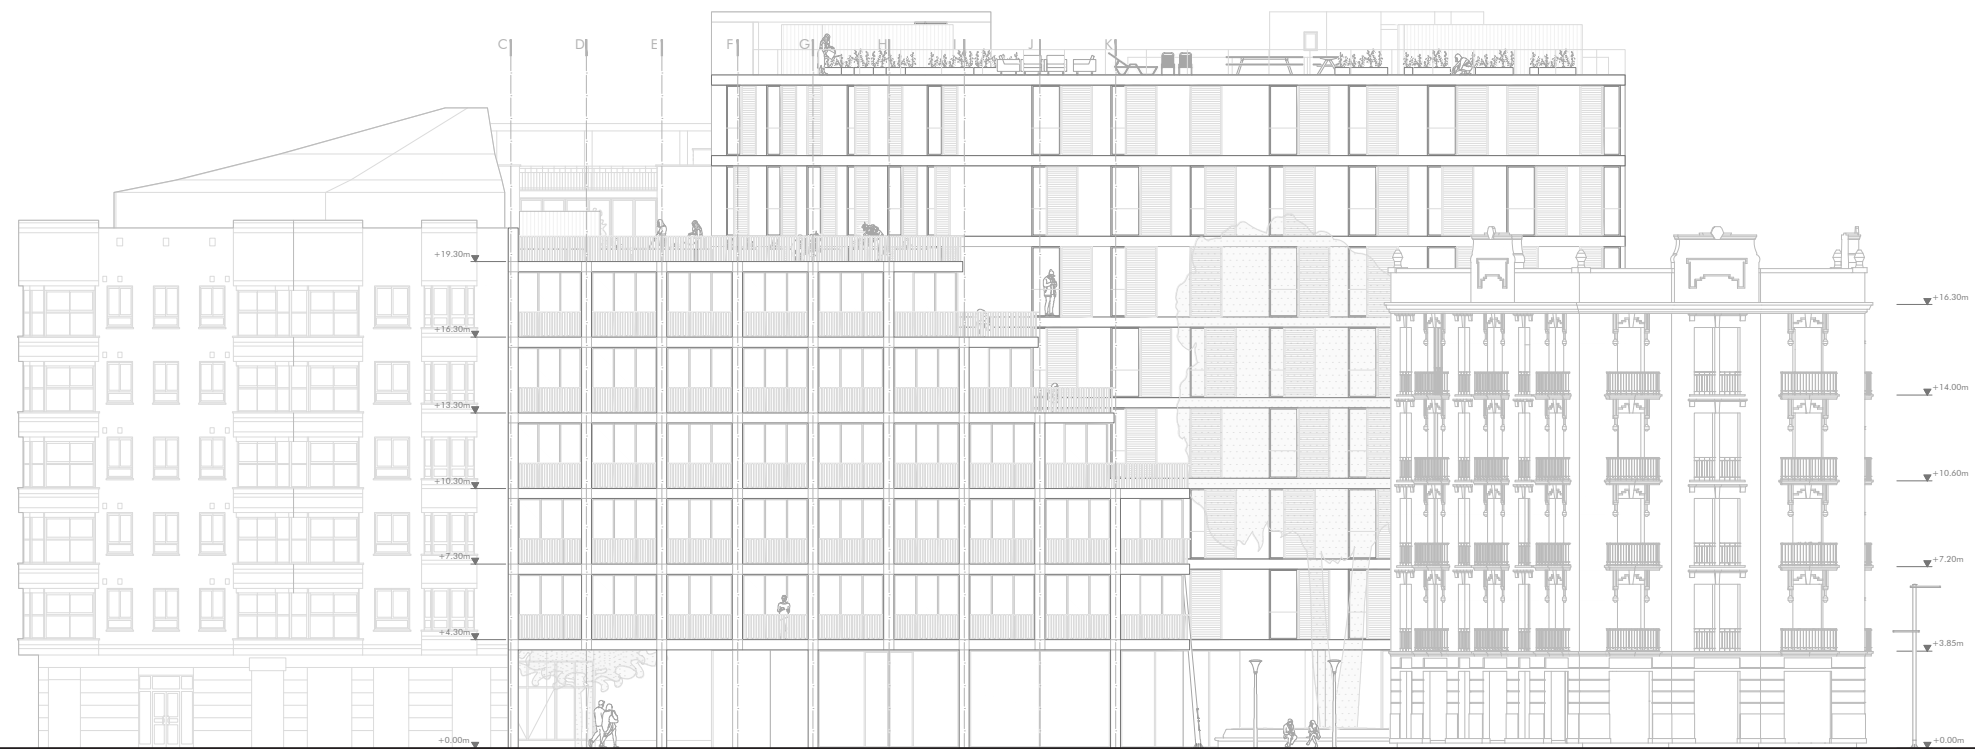 C D E F G H I J K
+19.30m
+16.30m
+13.30m
+10.30m
+7.30m
+4.30m
+0.00m
+16.30m
+14.00m
+10.60m
+7.20m
+3.85m
+0.00m